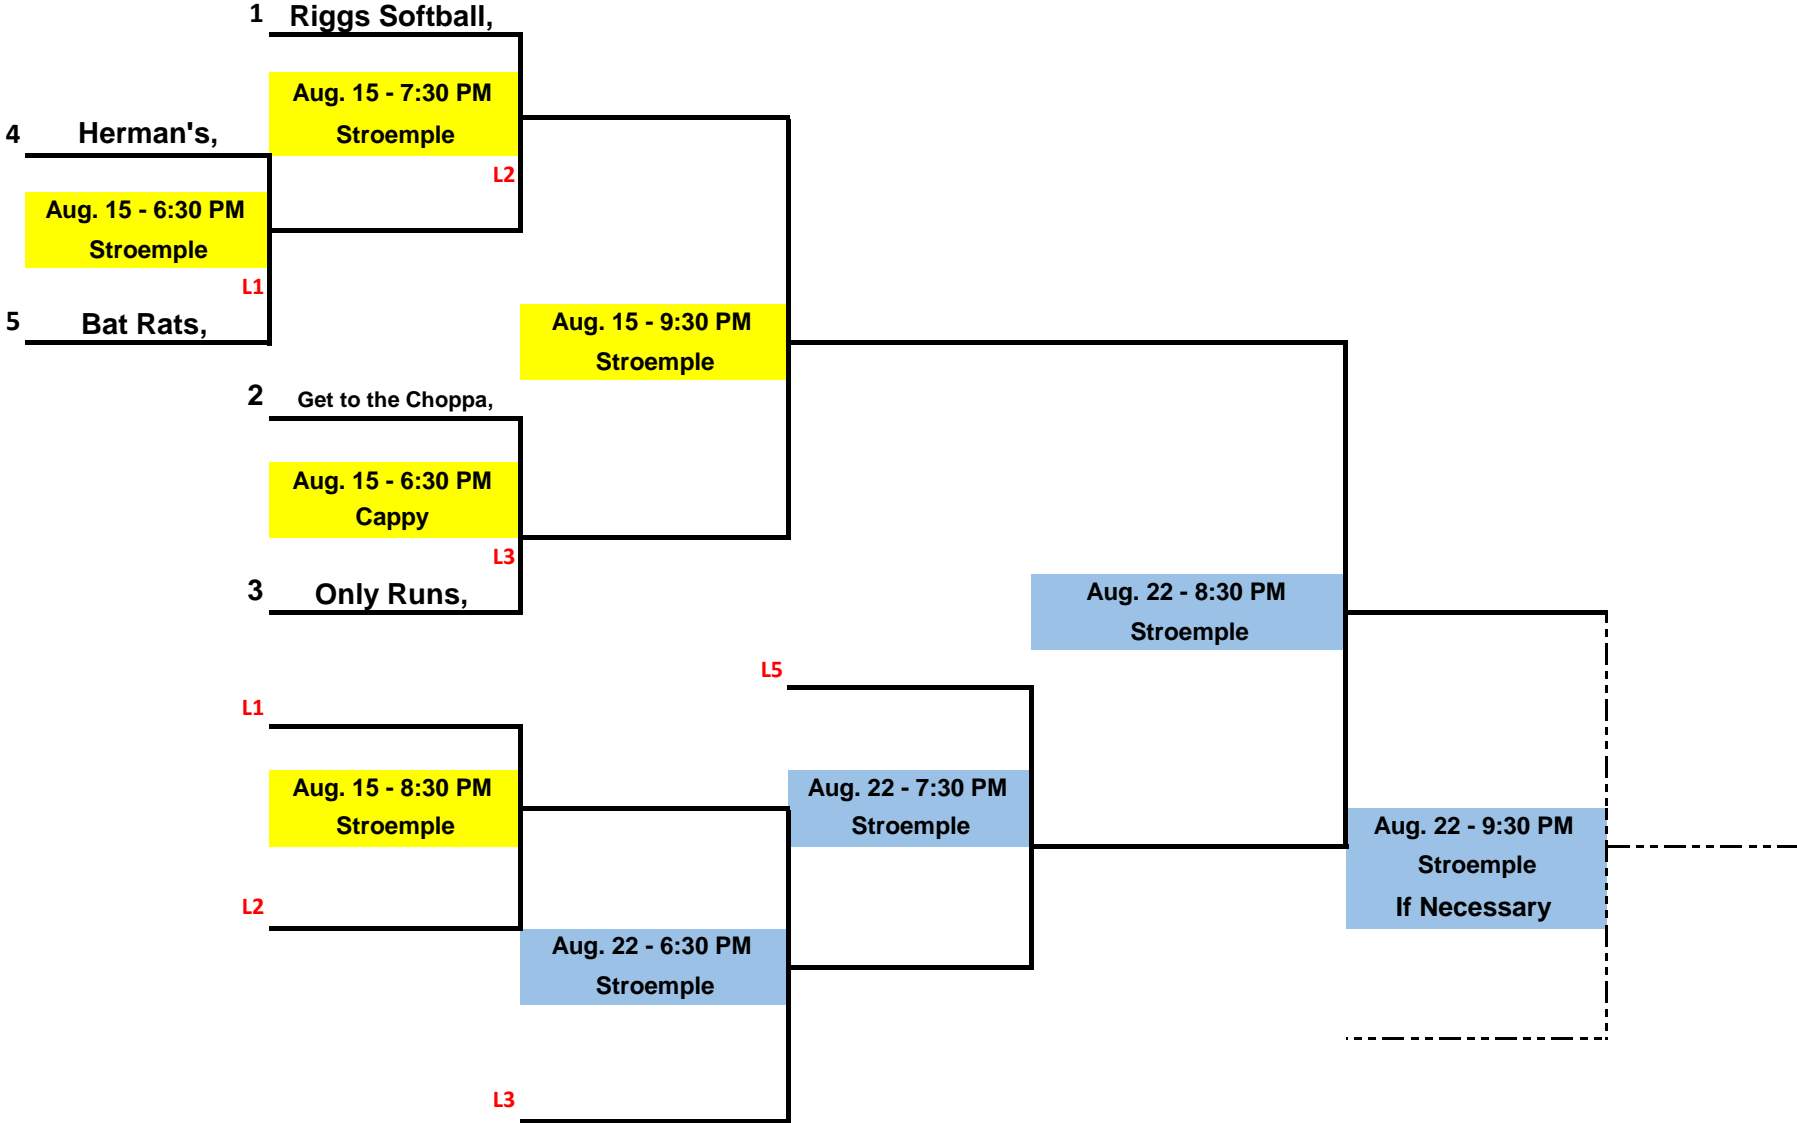 1 Riggs Softball,
Aug. 15 - 7:30 PM
Stroemple
4 Herman's,
L2
Aug. 15 - 6:30 PM
Stroemple
L1
5 Bat Rats,
Aug. 15 - 9:30 PM
Stroemple
2 Get to the Choppa,
Aug. 15 - 6:30 PM
Cappy
L3
3 Only Runs,
Aug. 22 - 8:30 PM
Stroemple
L5
L1
Aug. 15 - 8:30 PM
Stroemple
Aug. 22 - 7:30 PM
Stroemple
Aug. 22 - 9:30 PM
Stroemple
If Necessary
L2
Aug. 22 - 6:30 PM
Stroemple
L3